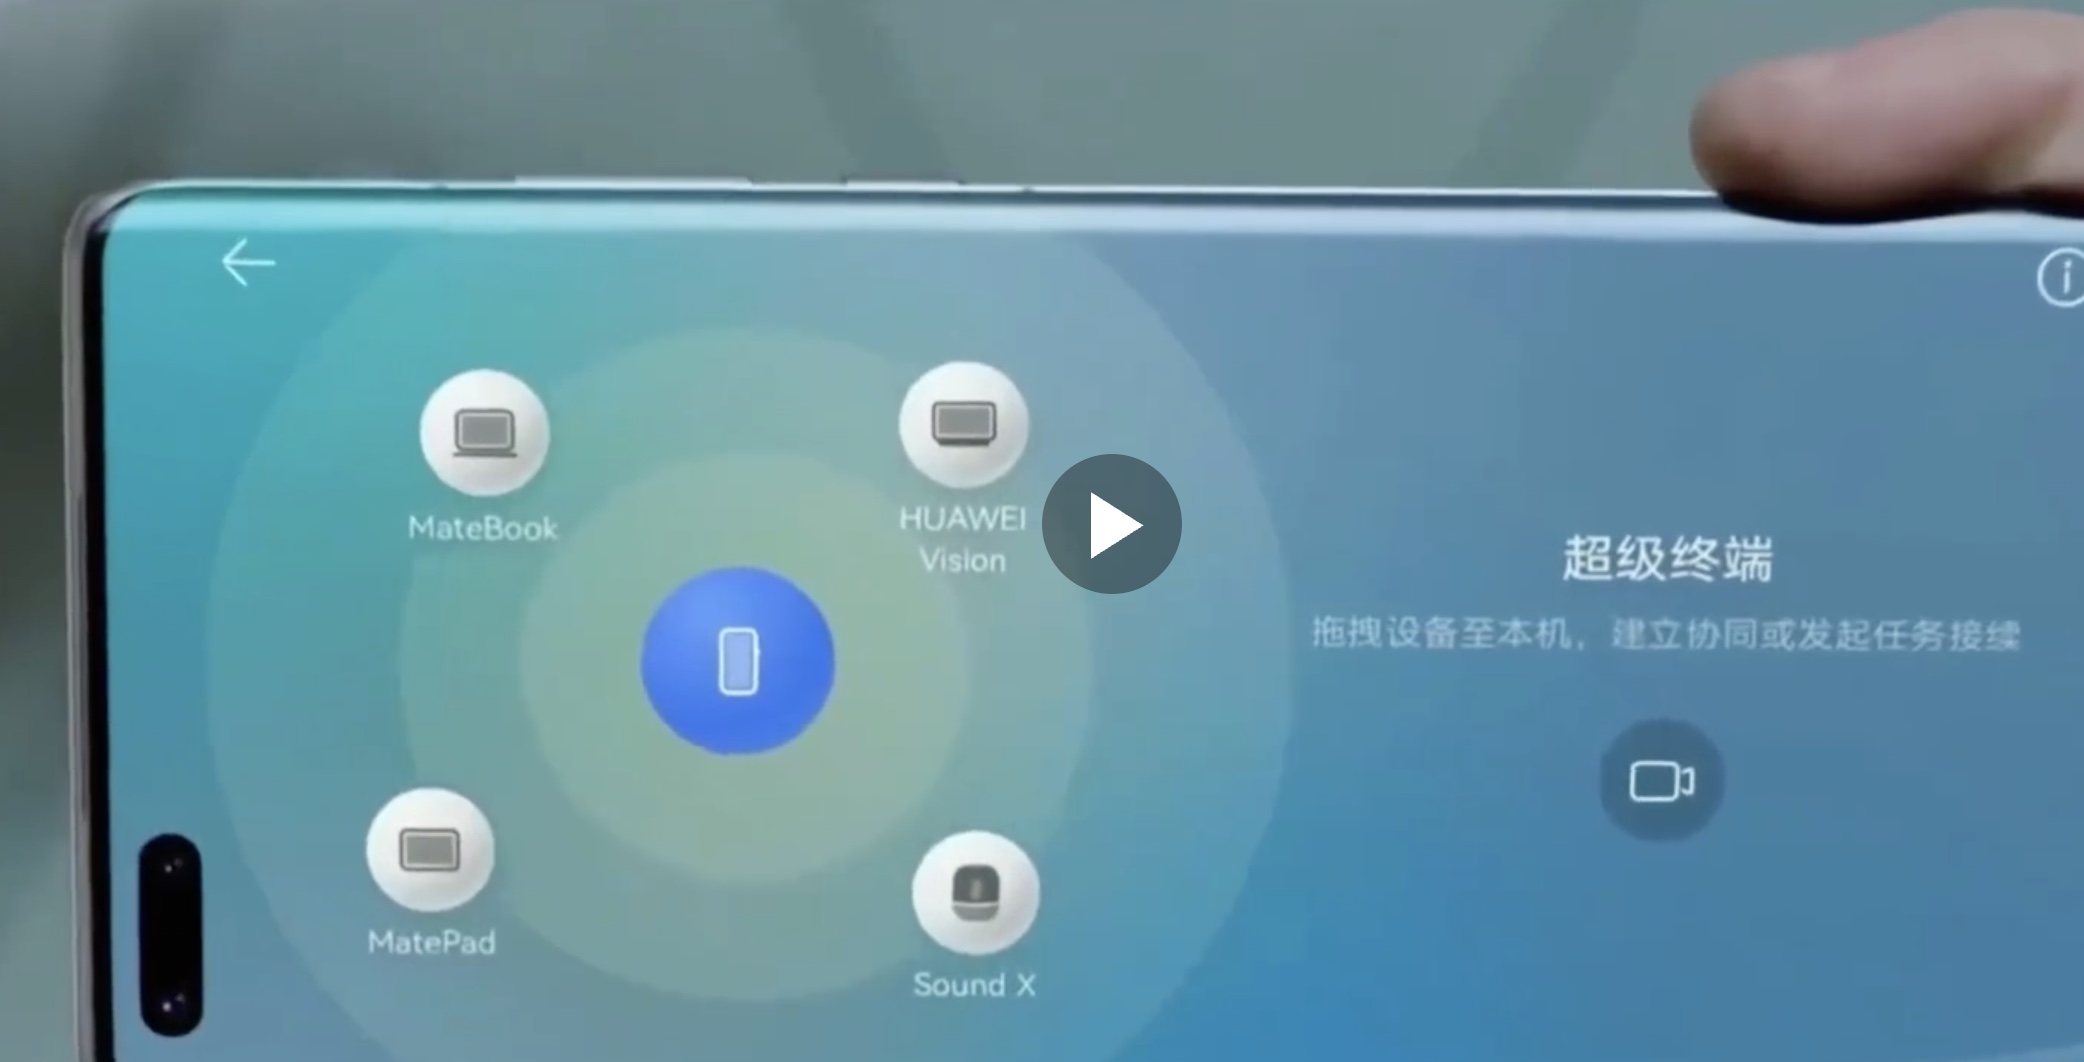 MateBook
HUAWEI
Vision
MatePad
Sound X
超级终端
拖拽设备至本机，建立协同或发起任务接续